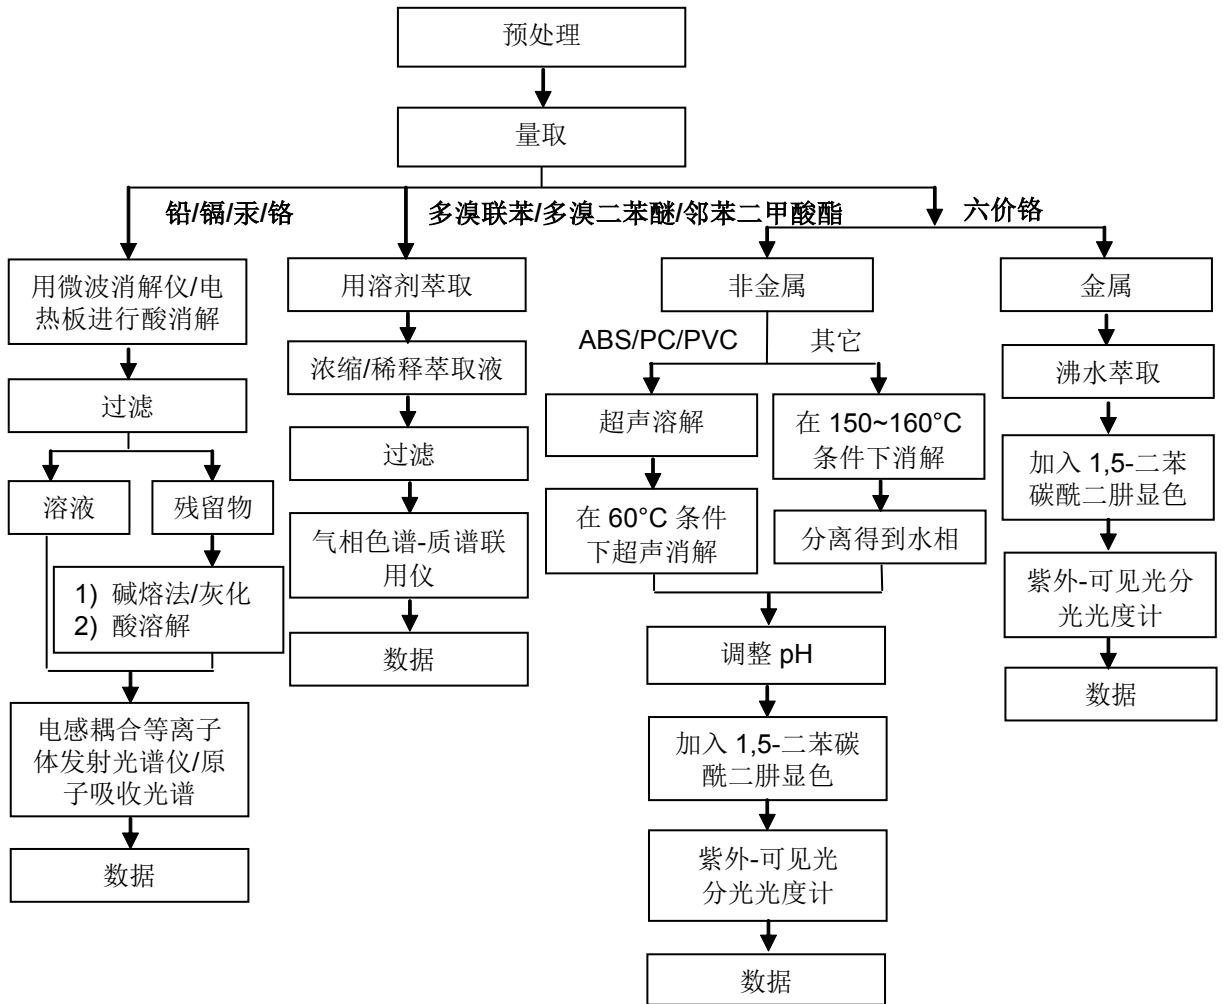 预处理
量取
铅/镉/汞/铬
多溴联苯/多溴二苯醚/邻苯二甲酸酯
六价铬
用微波消解仪/电
热板进行酸消解
过滤
溶液
残留物
1) 碱熔法/灰化
2) 酸溶解
电感耦合等离子
体发射光谱仪/原
子吸收光谱
数据
用溶剂萃取
浓缩/稀释萃取液
过滤
气相色谱-质谱联
用仪
数据
非金属
ABS/PC/PVC
其它
超声溶解
在 60°C 条件
下超声消解
在 150~160°C
条件下消解
分离得到水相
调整 pH
加入 1,5-二苯碳
酰二肼显色
紫外-可见光
分光光度计
数据
金属
沸水萃取
加入 1,5-二苯
碳酰二肼显色
紫外-可见光分
光光度计
数据